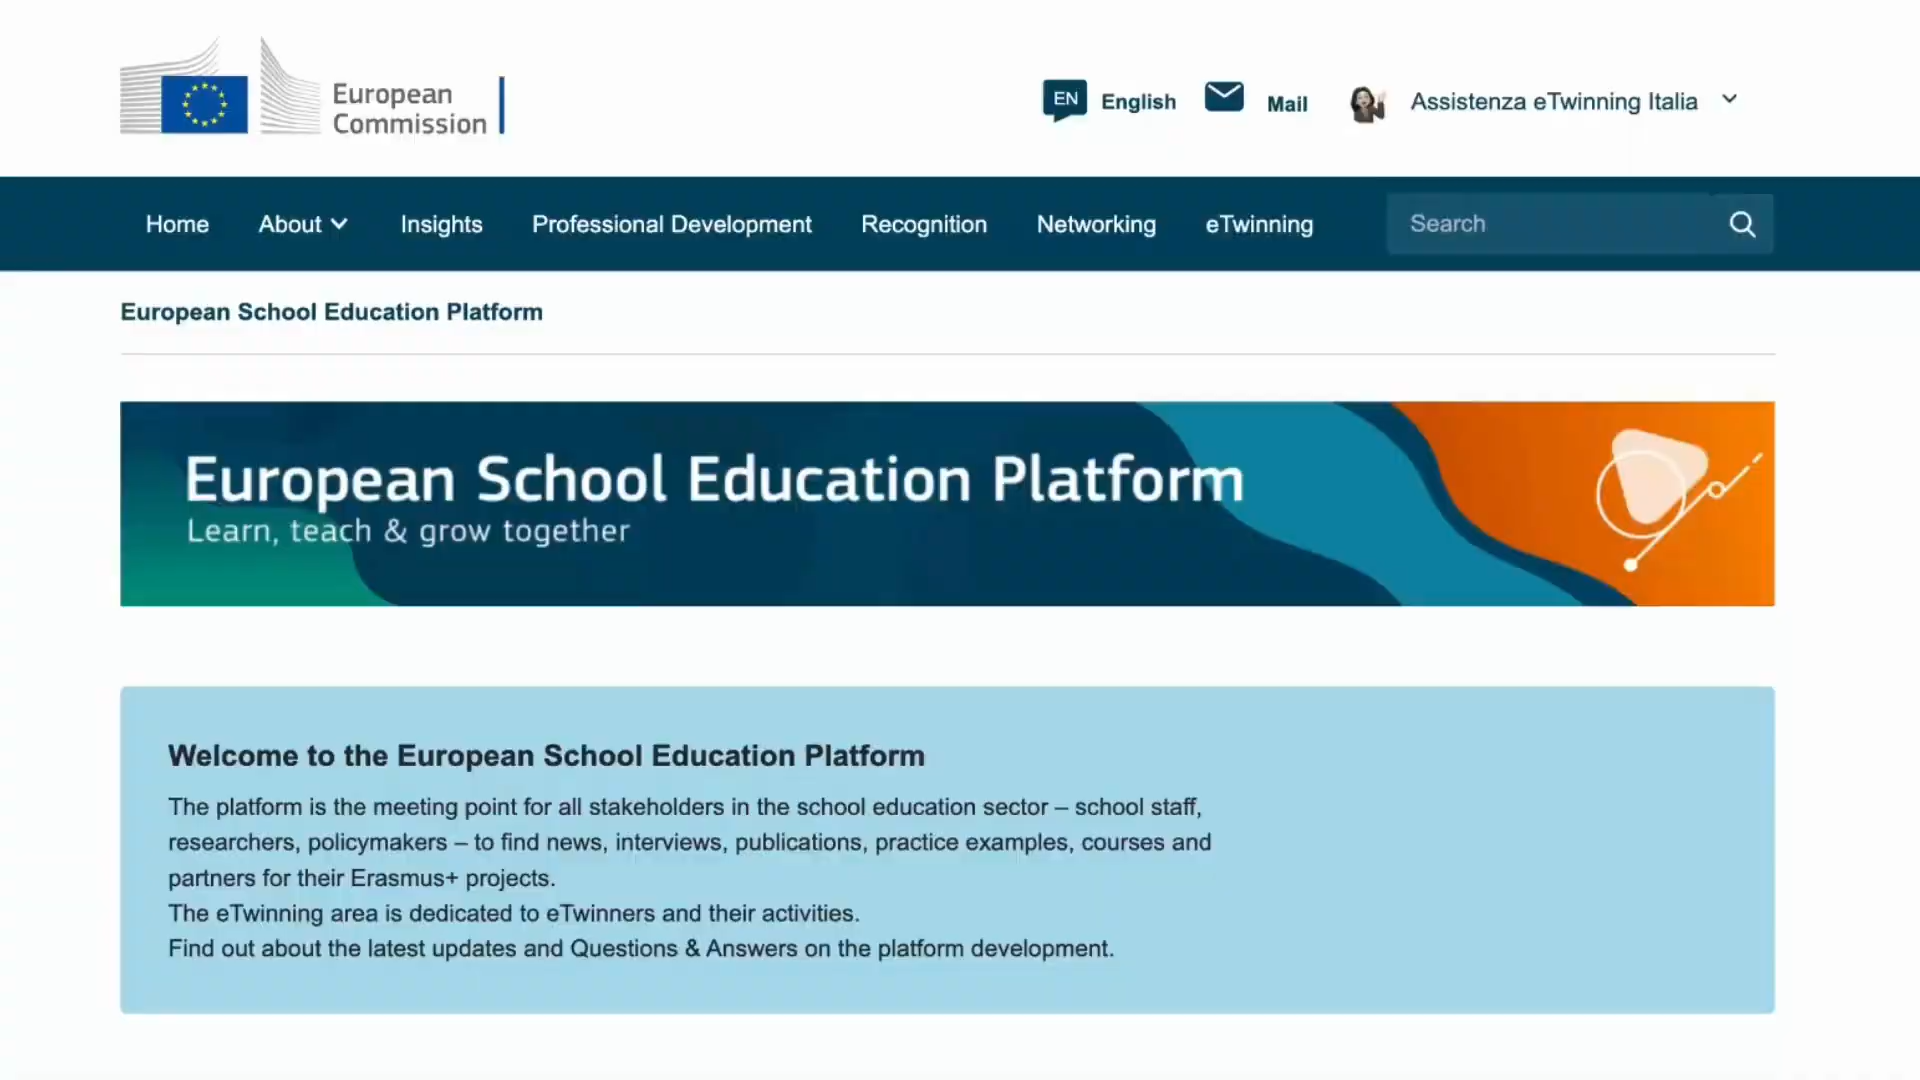 European
Commission
EN English Mail Assistenza eTwinning Italia
Home About Insights Professional Development Recognition Networking eTwinning Search
European School Education Platform
European School Education Platform
Learn, teach & grow together
Welcome to the European School Education Platform
The platform is the meeting point for all stakeholders in the school education sector – school staff,
researchers, policymakers – to find news, interviews, publications, practice examples, courses and
partners for their Erasmus+ projects.
The eTwinning area is dedicated to eTwinners and their activities.
Find out about the latest updates and Questions & Answers on the platform development.